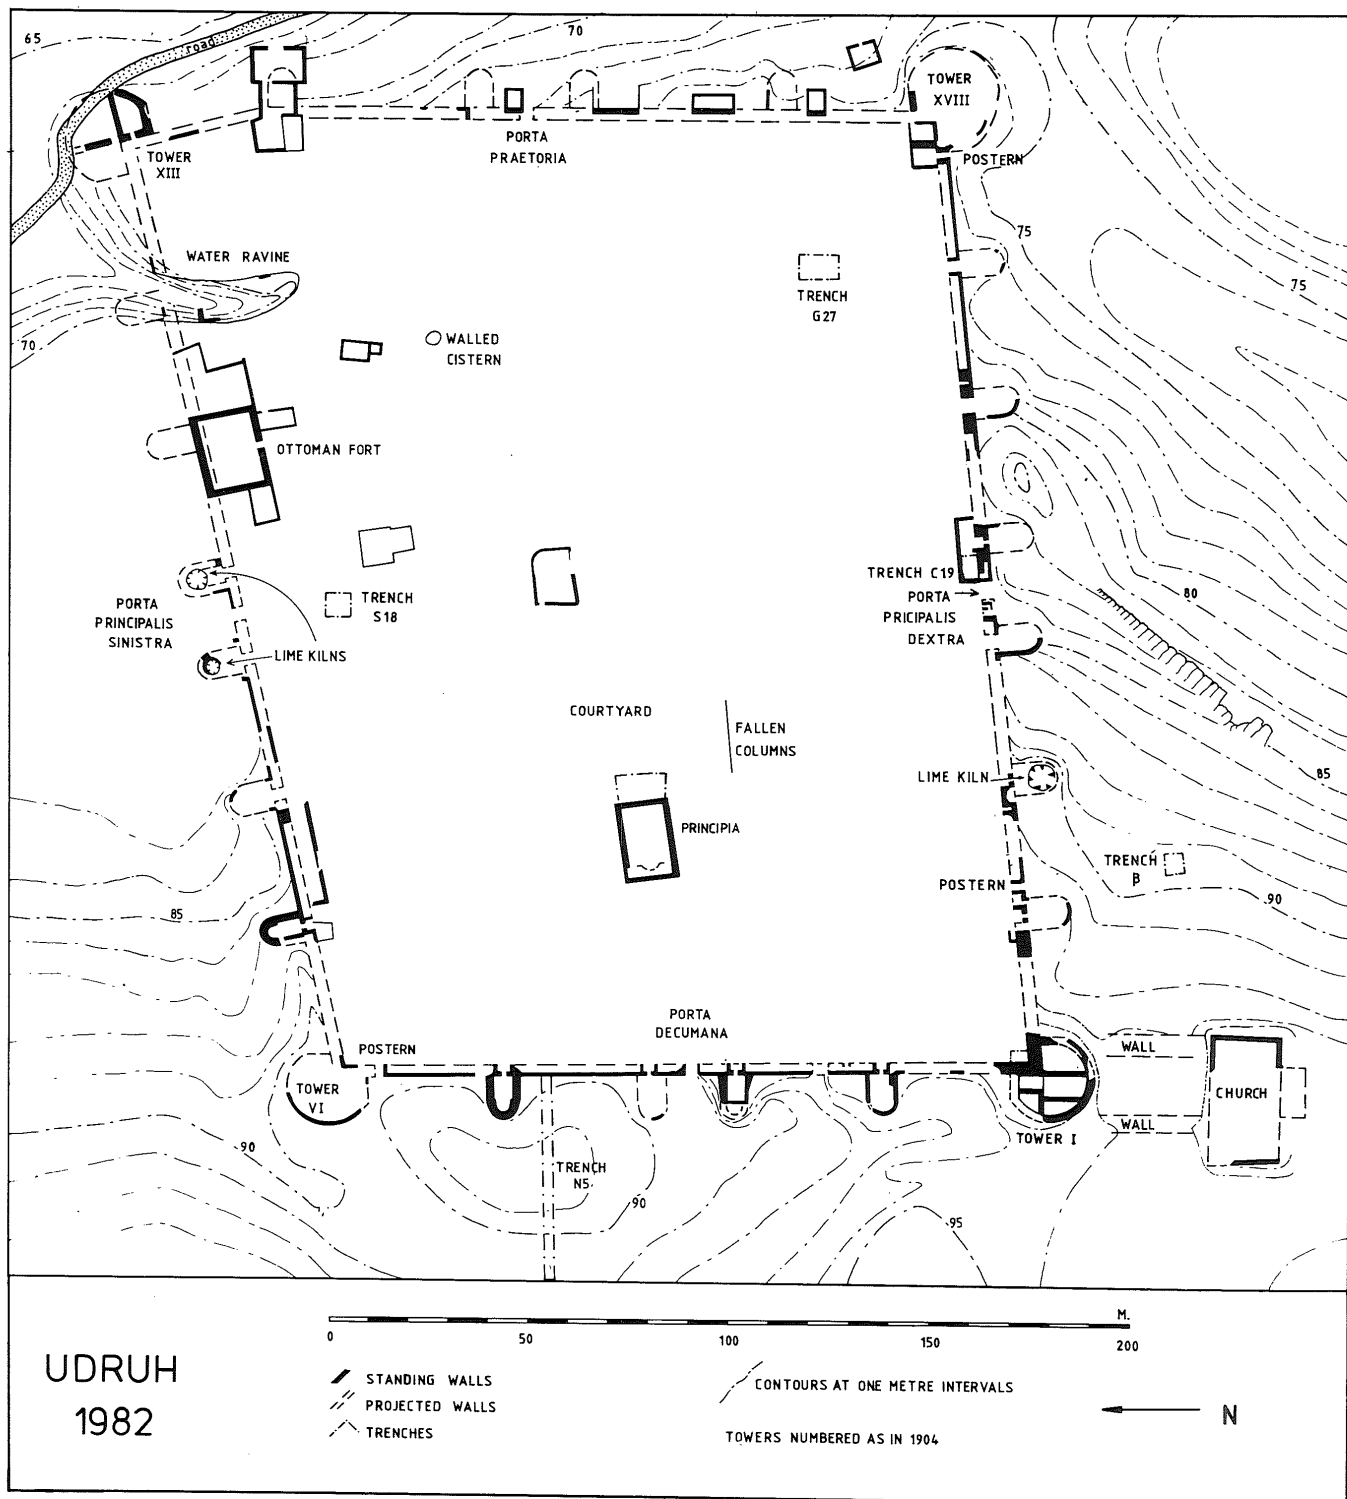 65
road
70
TOWER
XVIII
PORTA
PRAETORIA
TOWER
XIII
POSTERN
75
WATER RAVINE
75
TRENCH
G27
70
WALLED
CISTERN
OTTOMAN FORT
TRENCH C19
PORTA
PRICIPALIS
DEXTRA
80
TRENCH
S18
PORTA
PRINCIPALIS
SINISTRA
LIME KILNS
COURTYARD
FALLEN
COLUMNS
LIME KILN
85
PRINCIPIA
TRENCH
β
POSTERN
90
85
PORTA
DECUMANA
POSTERN
WALL
TOWER
VI
CHURCH
WALL
TOWER I
90
TRENCH
N5
90
95
UDRUH
1982
M.
0 50 100 150 200
STANDING WALLS
PROJECTED WALLS
TRENCHES
CONTOURS AT ONE METRE INTERVALS
TOWERS NUMBERED AS IN 1904
N